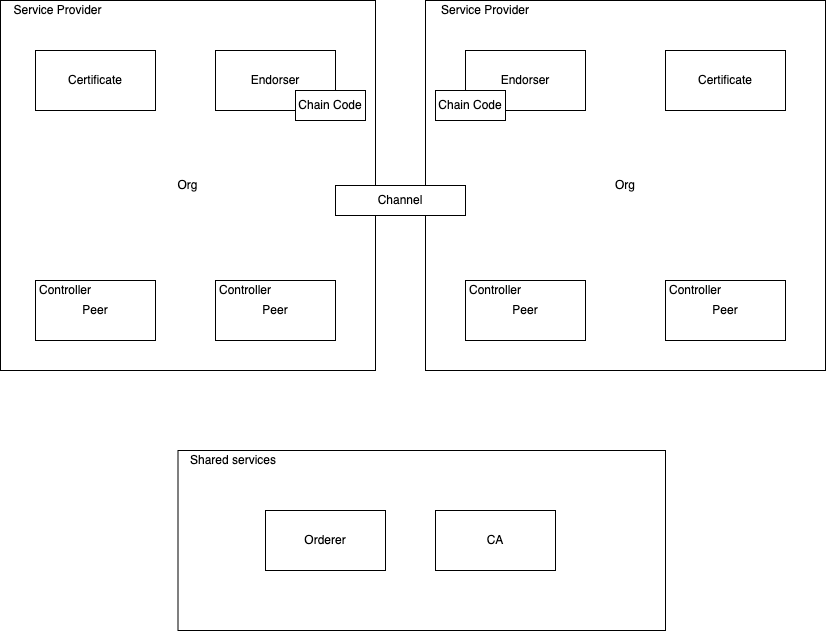 Service Provider
Certificate
Endorser
Chain Code
Org
Controller
Peer
Controller
Peer
Channel
Service Provider
Endorser
Chain Code
Certificate
Org
Controller
Peer
Controller
Peer
Shared services
Orderer
CA